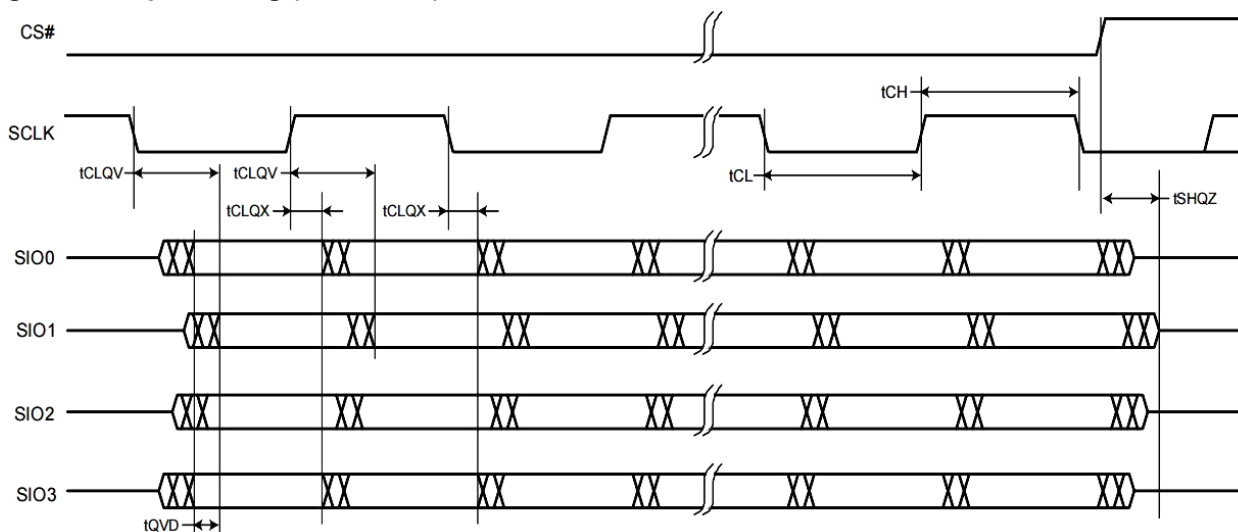 CS#
tCH
SCLK
tCLQV
tCLQV
tCL
tSHQZ
tCLQX
tCLQX
SIO0
SIO1
SIO2
SIO3
tQVD